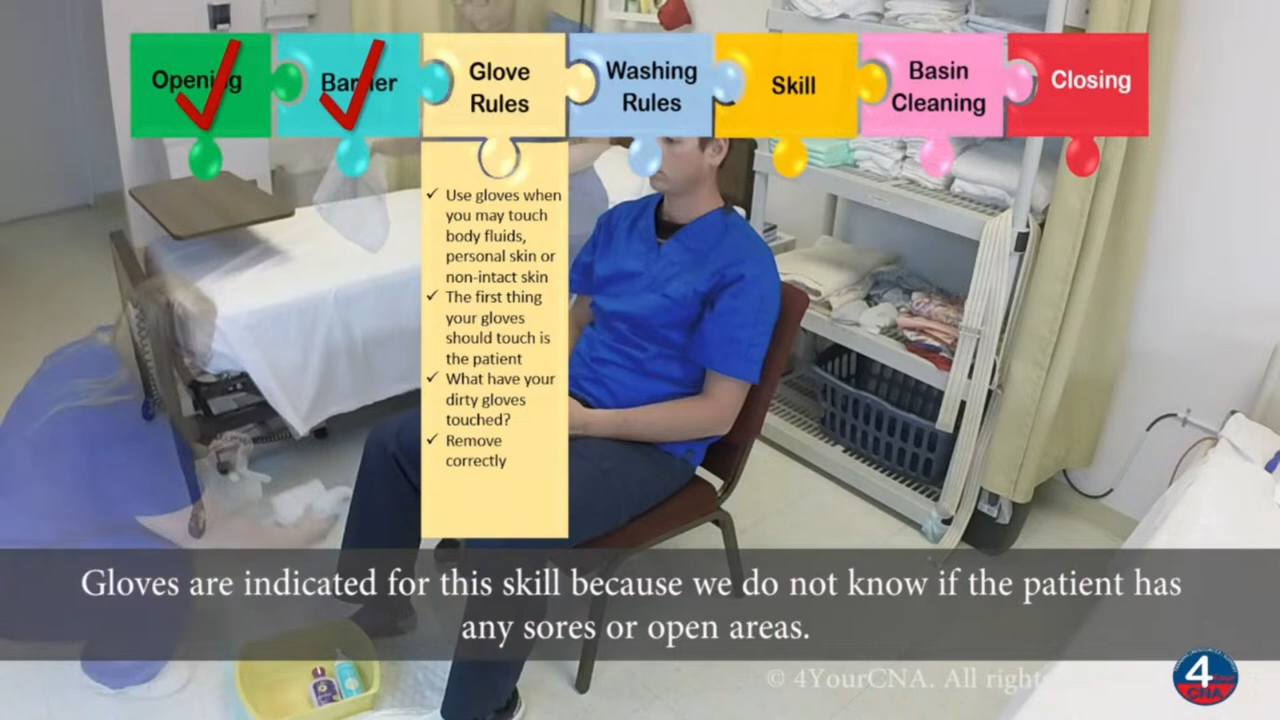 Opening
Barrier
Glove
Rules
Washing
Rules
Skill
Basin
Cleaning
Closing
✓ Use gloves when
you may touch
body fluids,
personal skin or
non-intact skin
✓ The first thing
your gloves
should touch is
the patient
✓ What have your
dirty gloves
touched?
✓ Remove
correctly
Gloves are indicated for this skill because we do not know if the patient has
any sores or open areas.
© 4YourCNA. All right
4
CNA